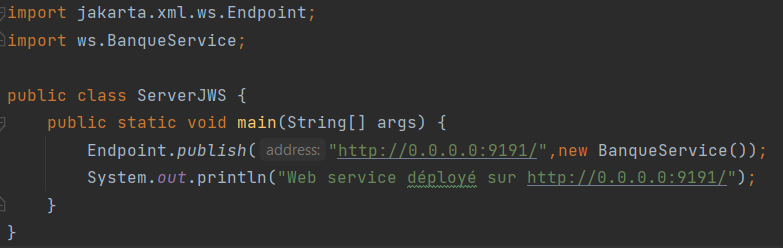 import jakarta.xml.ws.Endpoint;
import ws.BanqueService;
public class ServerJWS {
public static void main(String[] args) {
Endpoint.publish( address: "http://0.0.0.0:9191/",new BanqueService());
System.out.println("Web service déployé sur http://0.0.0.0:9191/");
}
}